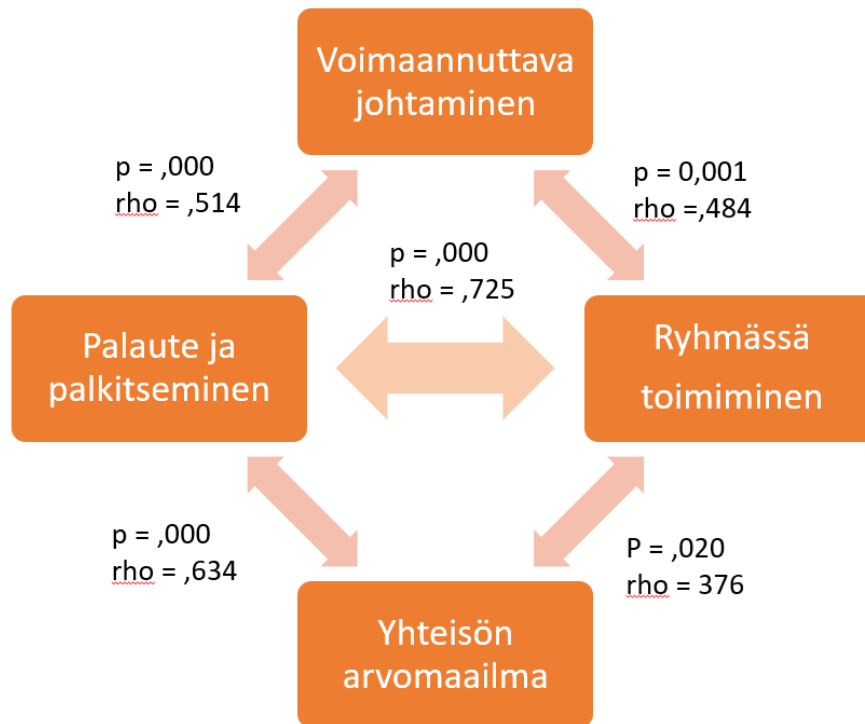 Voimaannuttava
johtaminen
p = ,000
rho = ,514
p = 0,001
rho =,484
p = ,000
rho = ,725
Palaute ja
palkitseminen
Ryhmässä
toimiminen
p = ,000
rho = ,634
P = ,020
rho = 376
Yhteisön
arvomaailma